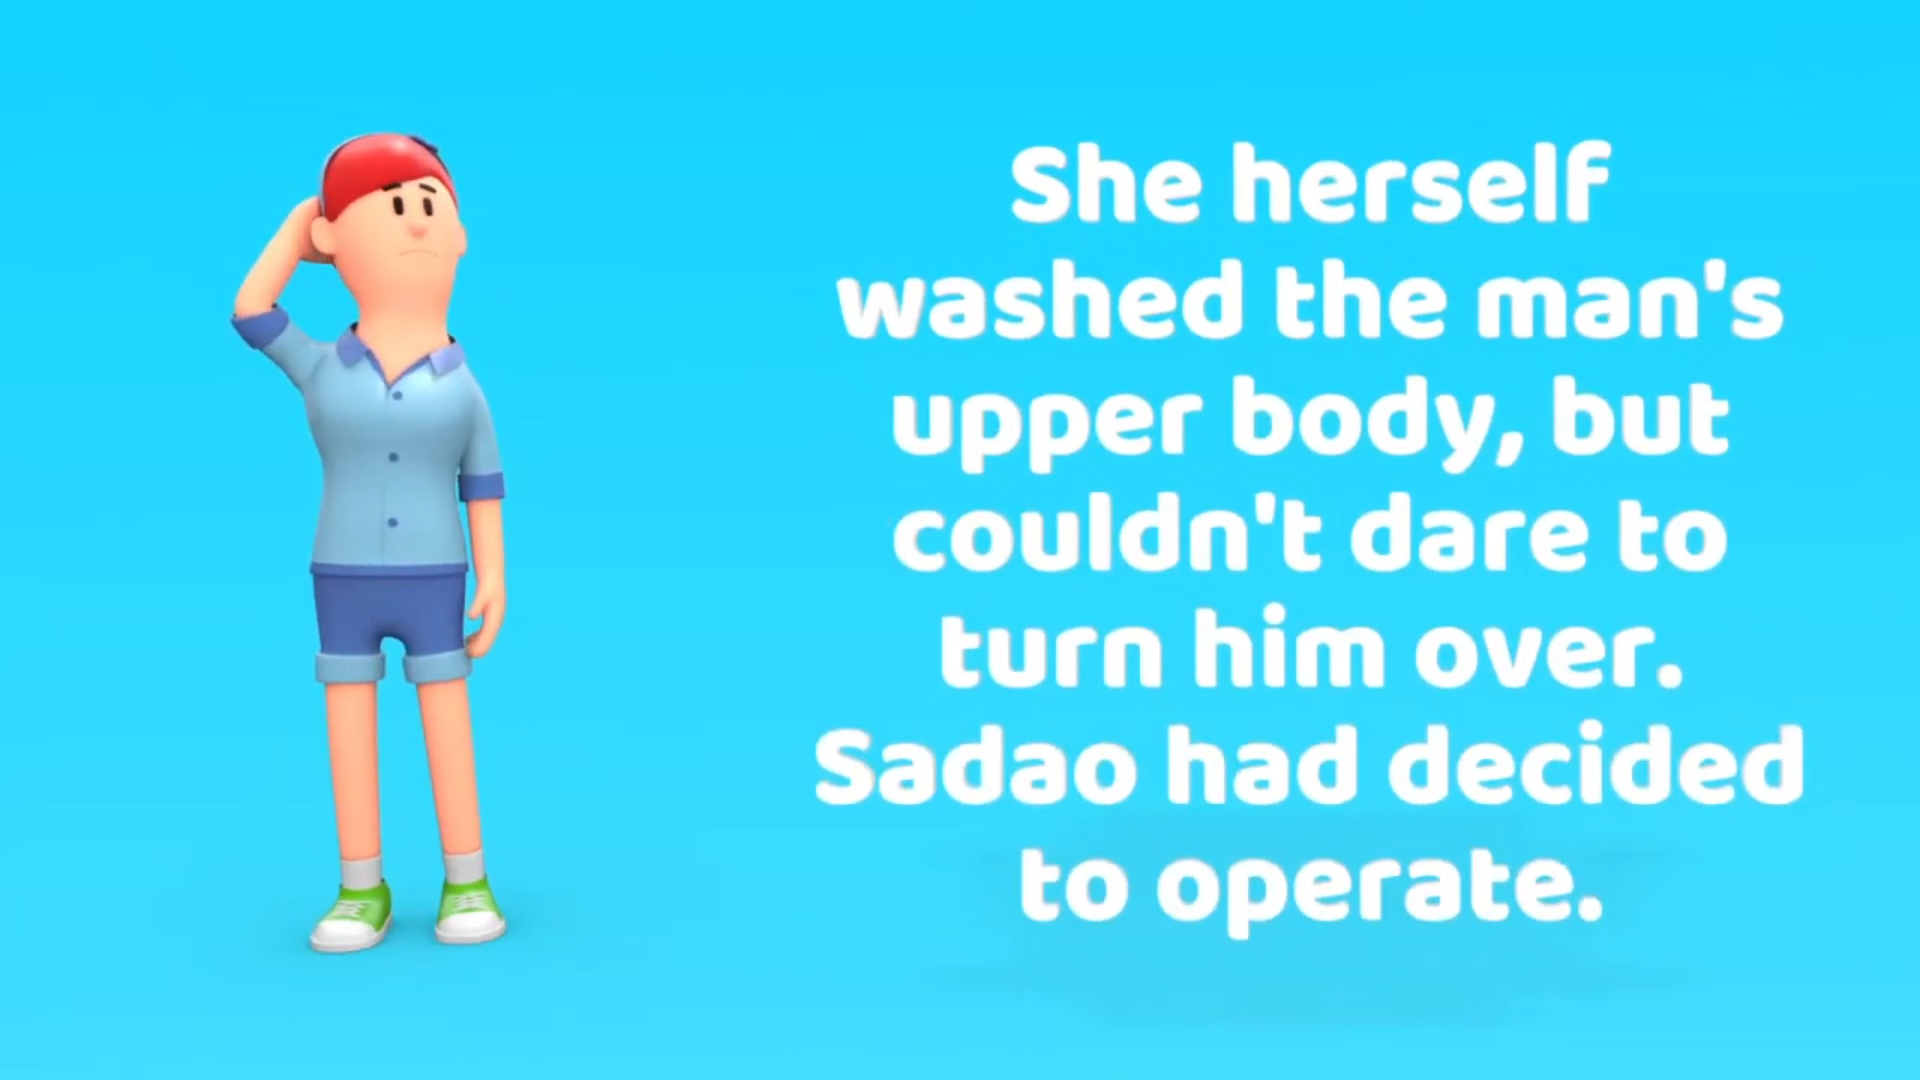 She herself
washed the man's
upper body, but
couldn't dare to
turn him over.
Sadao had decided
to operate.